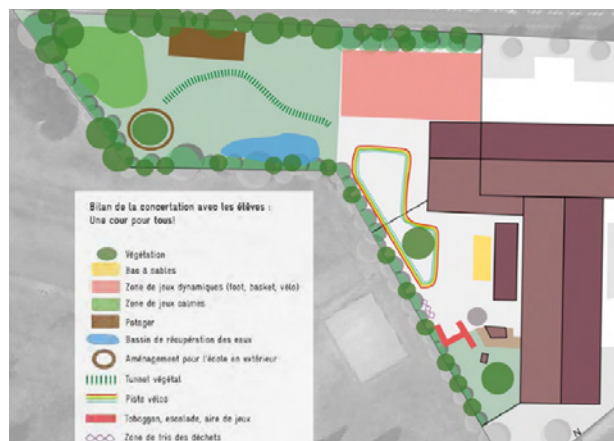 Bilan de la concertation avec les élèves :
Une cour pour tous!
Végétation
Bac à sables
Zone de jeux dynamiques (foot, basket, vélo)
Zone de jeux calmes
Potager
Bassin de récupération des eaux
Aménagement pour l'école en extérieur
Tunnel végétal
Piste vélos
Toboggan, escalade, aire de jeux
Zone de tris des déchets
N